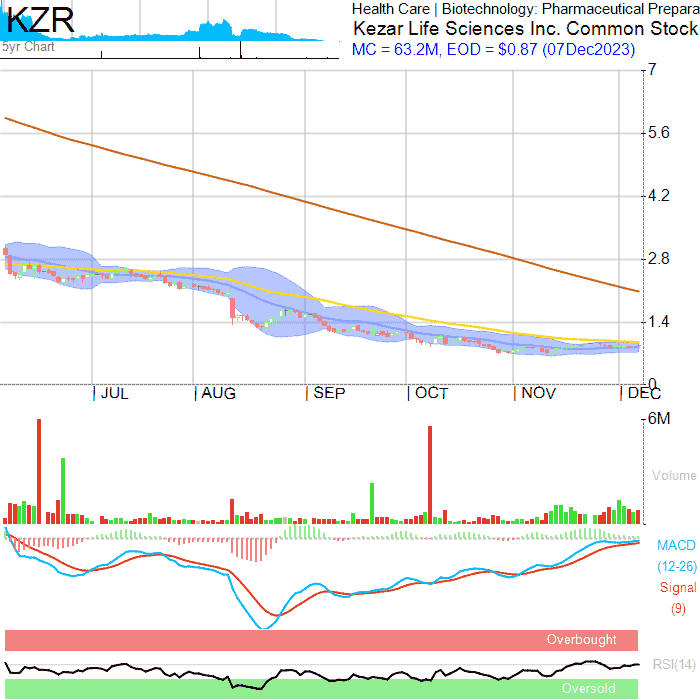 KZR
5yr Chart
Health Care | Biotechnology: Pharmaceutical Prepara
Kezar Life Sciences Inc. Common Stock
MC = 63.2M, EOD = $0.87 (07Dec2023)
7
5.6
4.2
2.8
1.4
0
JUL AUG SEP OCT NOV DEC
6M
Volume
MACD
(12-26)
Signal
(9)
Overbought
RSI(14)
Oversold